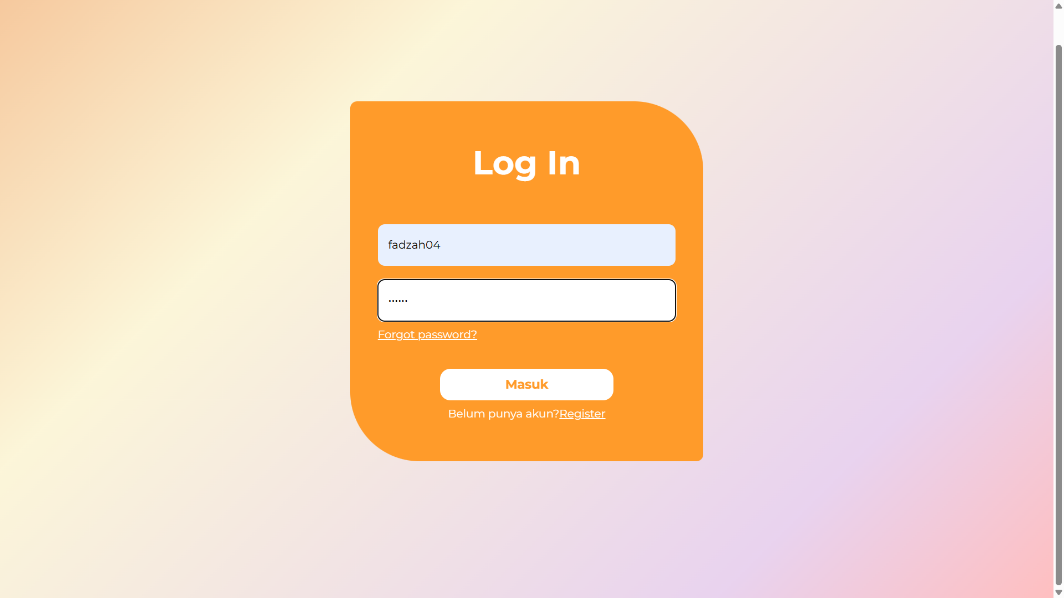 Log In
fadzah04
······
Forgot password?
Masuk
Belum punya akun?Register